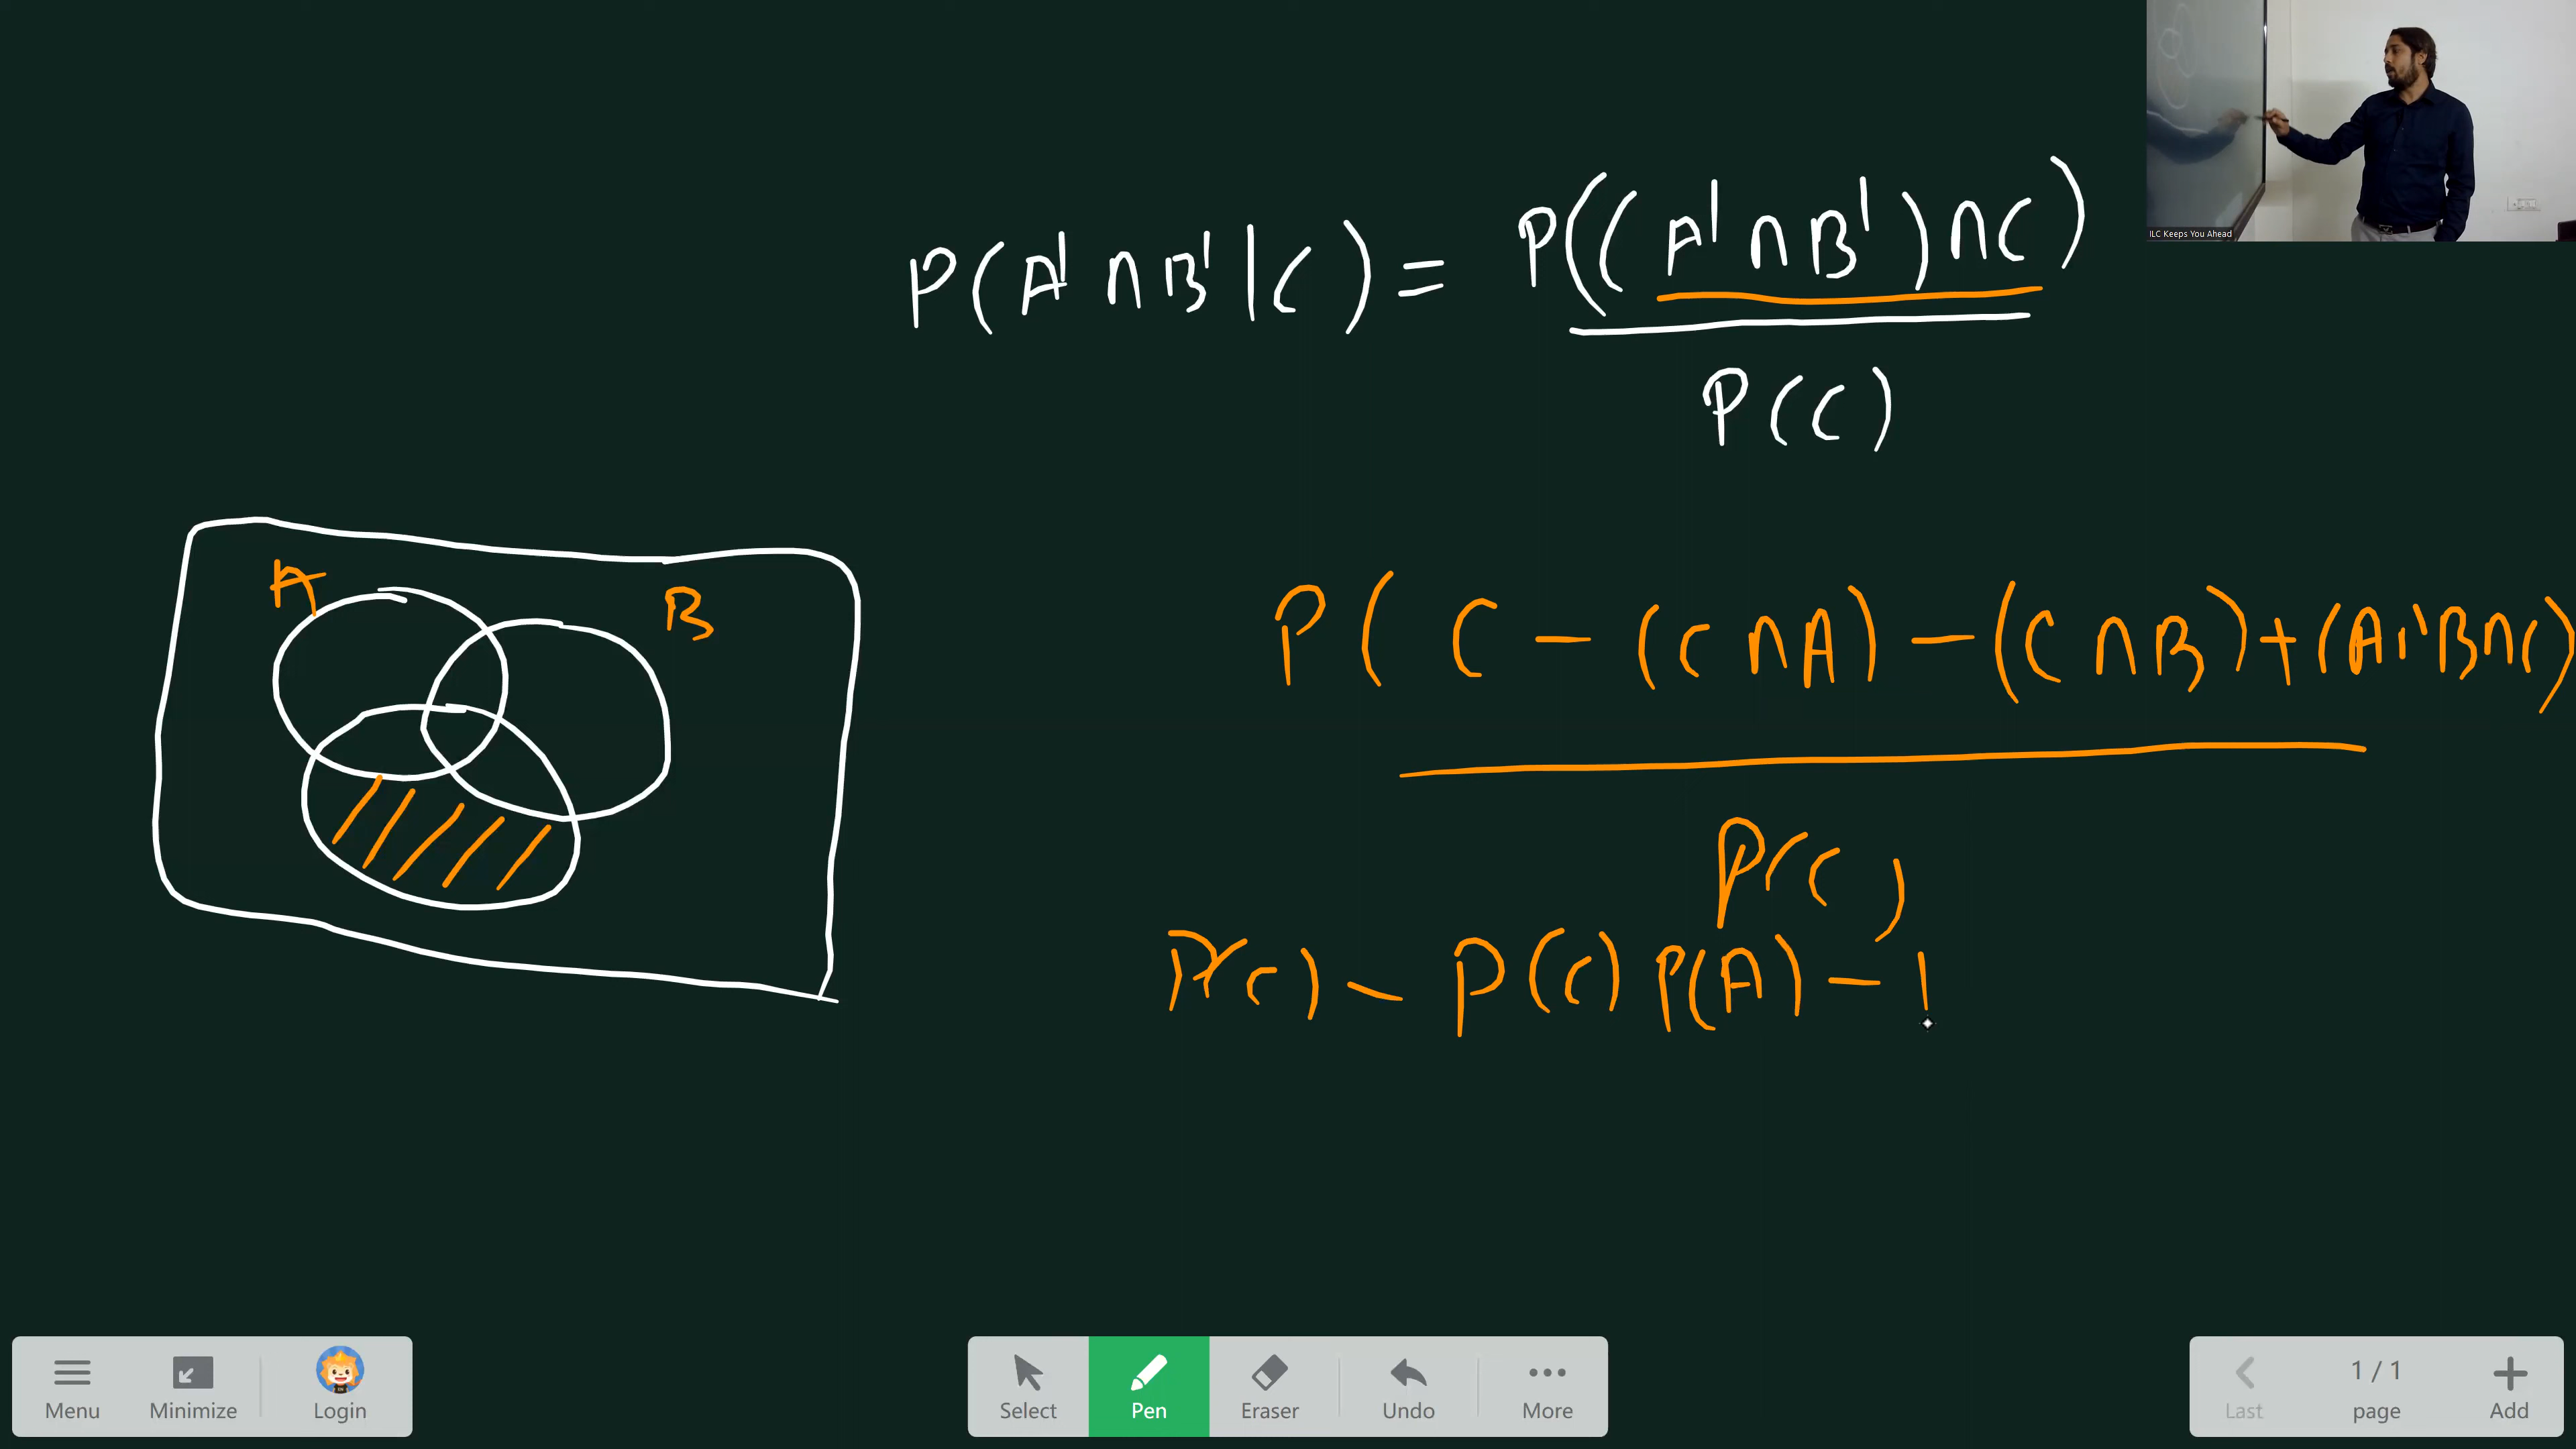 ILC Keeps You Ahead
P(A' ∩ B' | C) = P((A' ∩ B') ∩ C)
P(C)
A
B
P( C − (C ∩ A) − (C ∩ B) + (A ∩ B ∩ C)
P(C)
P(C) − P(C) P(A) −
Menu
Minimize
Login
Select
Pen
Eraser
Undo
More
Last
1 / 1
page
Add